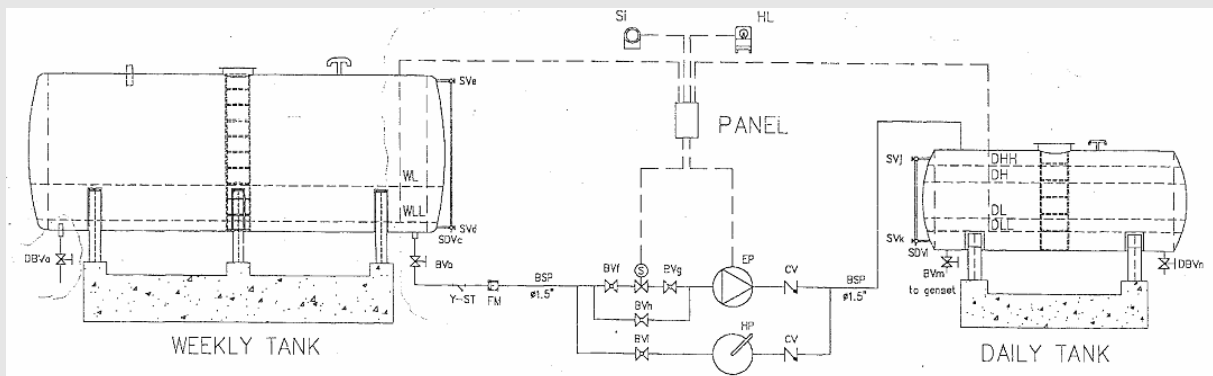 Si
HL
SVe
PANEL
WL
WLL
SVd
SDVc
DBVa
BVb
Y-ST
FM
BSP
ø1.5"
BVf
S
BVg
EP
CV
BVh
BVI
HP
CV
BSP
ø1.5"
SVj
DHH
DH
DL
DLL
SVk
SDVl
BVm
to genset
DBVn
WEEKLY TANK
DAILY TANK